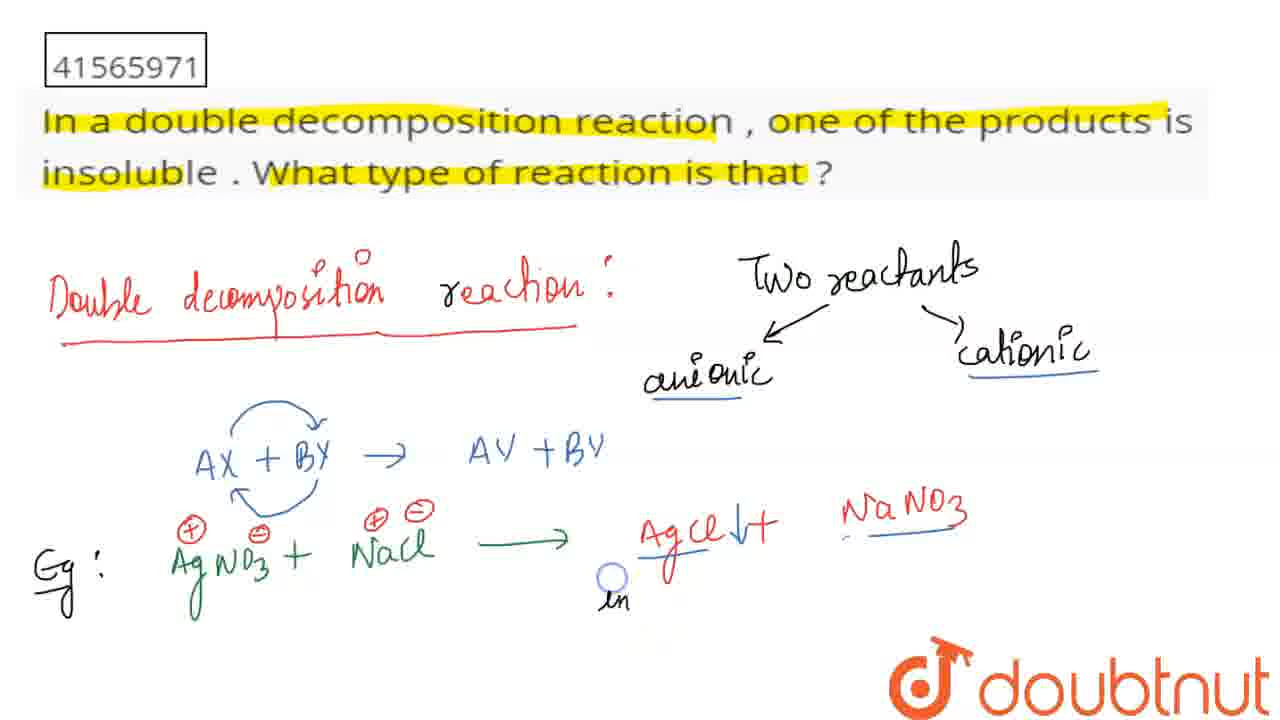 41565971
In a double decomposition reaction , one of the products is
insoluble . What type of reaction is that ?
Double decomposition reaction :
Two reactants
anionic
cationic
AX + BY → AY + BY
⊕ ⊖ ⊕ ⊖
Eg : AgNO3 + NaCl → AgCl↓ + NaNO3
in
doubtnut